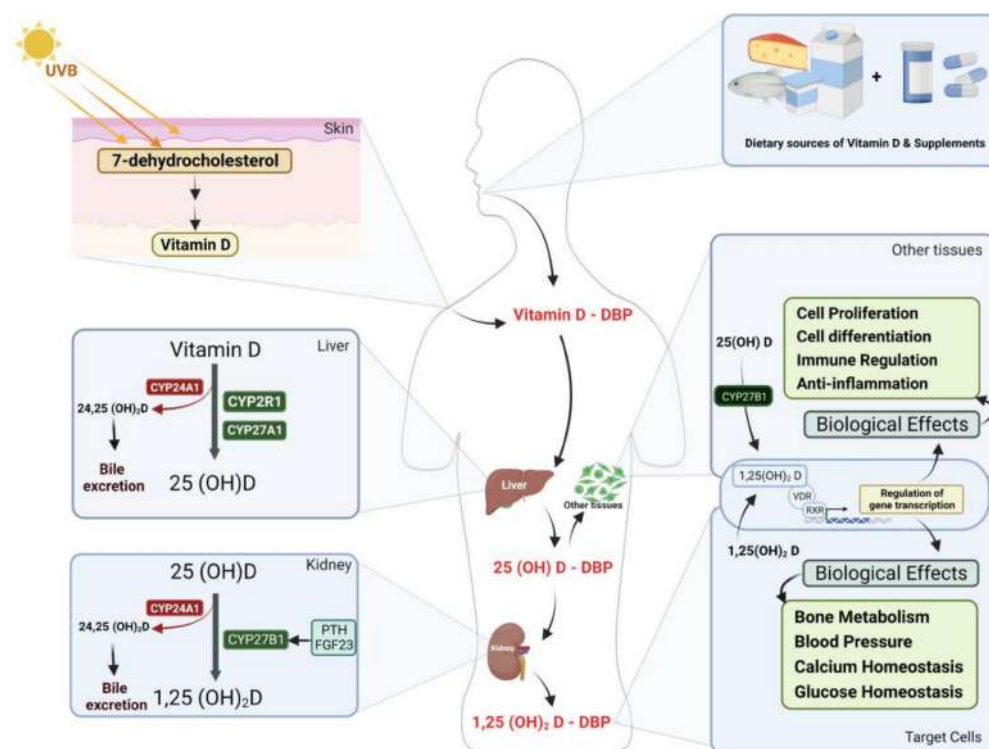 UVB
Skin
7-dehydrocholesterol
Vitamin D
Dietary sources of Vitamin D & Supplements
+
Vitamin D - DBP
Liver
Vitamin D
CYP24A1
24,25 (OH)₂D
CYP2R1
CYP27A1
Bile
excretion
25 (OH)D
Liver
Other tissues
25 (OH) D - DBP
Kidney
25 (OH)D
CYP24A1
24,25 (OH)₂D
CYP27B1
PTH
FGF23
Bile
excretion
1,25 (OH)₂D
Kidney
1,25 (OH)₂ D - DBP
Other tissues
Cell Proliferation
Cell differentiation
Immune Regulation
Anti-inflammation
25(OH) D
CYP27B1
Biological Effects
1,25(OH)₂ D
VDR
RXR
Regulation of
gene transcription
1,25(OH)₂ D
Biological Effects
Bone Metabolism
Blood Pressure
Calcium Homeostasis
Glucose Homeostasis
Target Cells